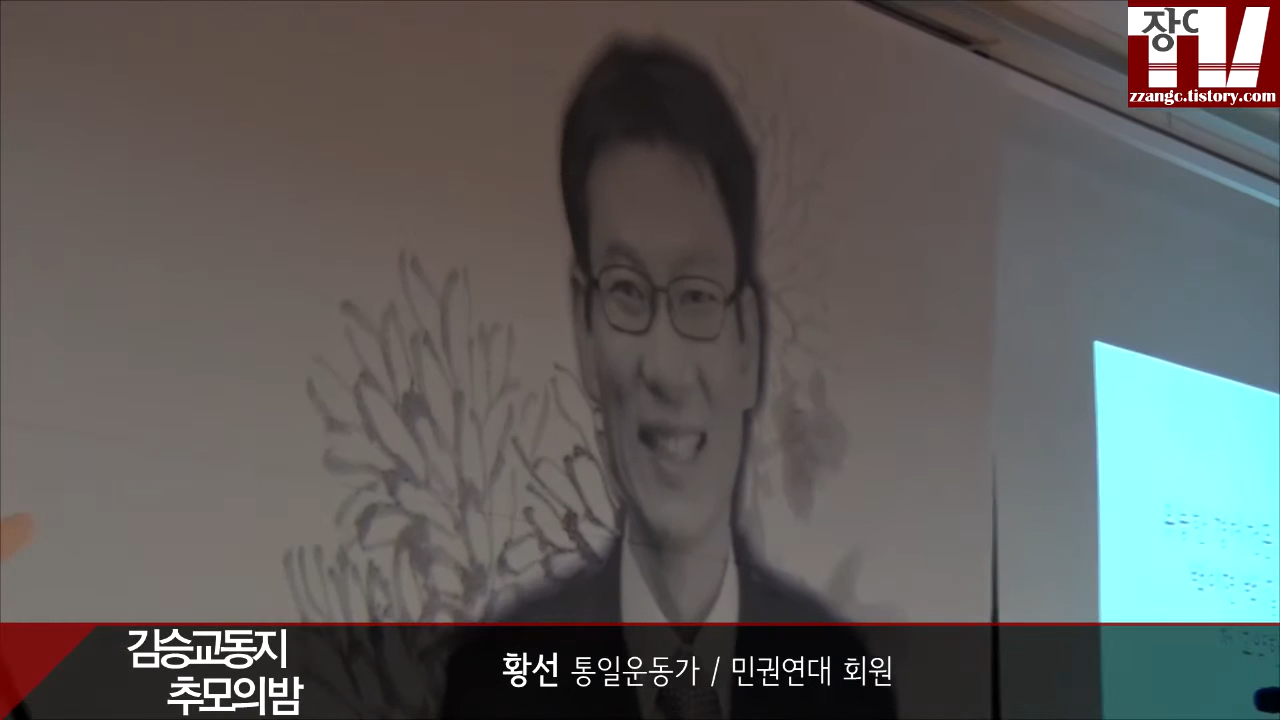 장C
TV
zzangc.tistory.com
김승교동지
추모의밤
황선 통일운동가 / 민권연대 회원